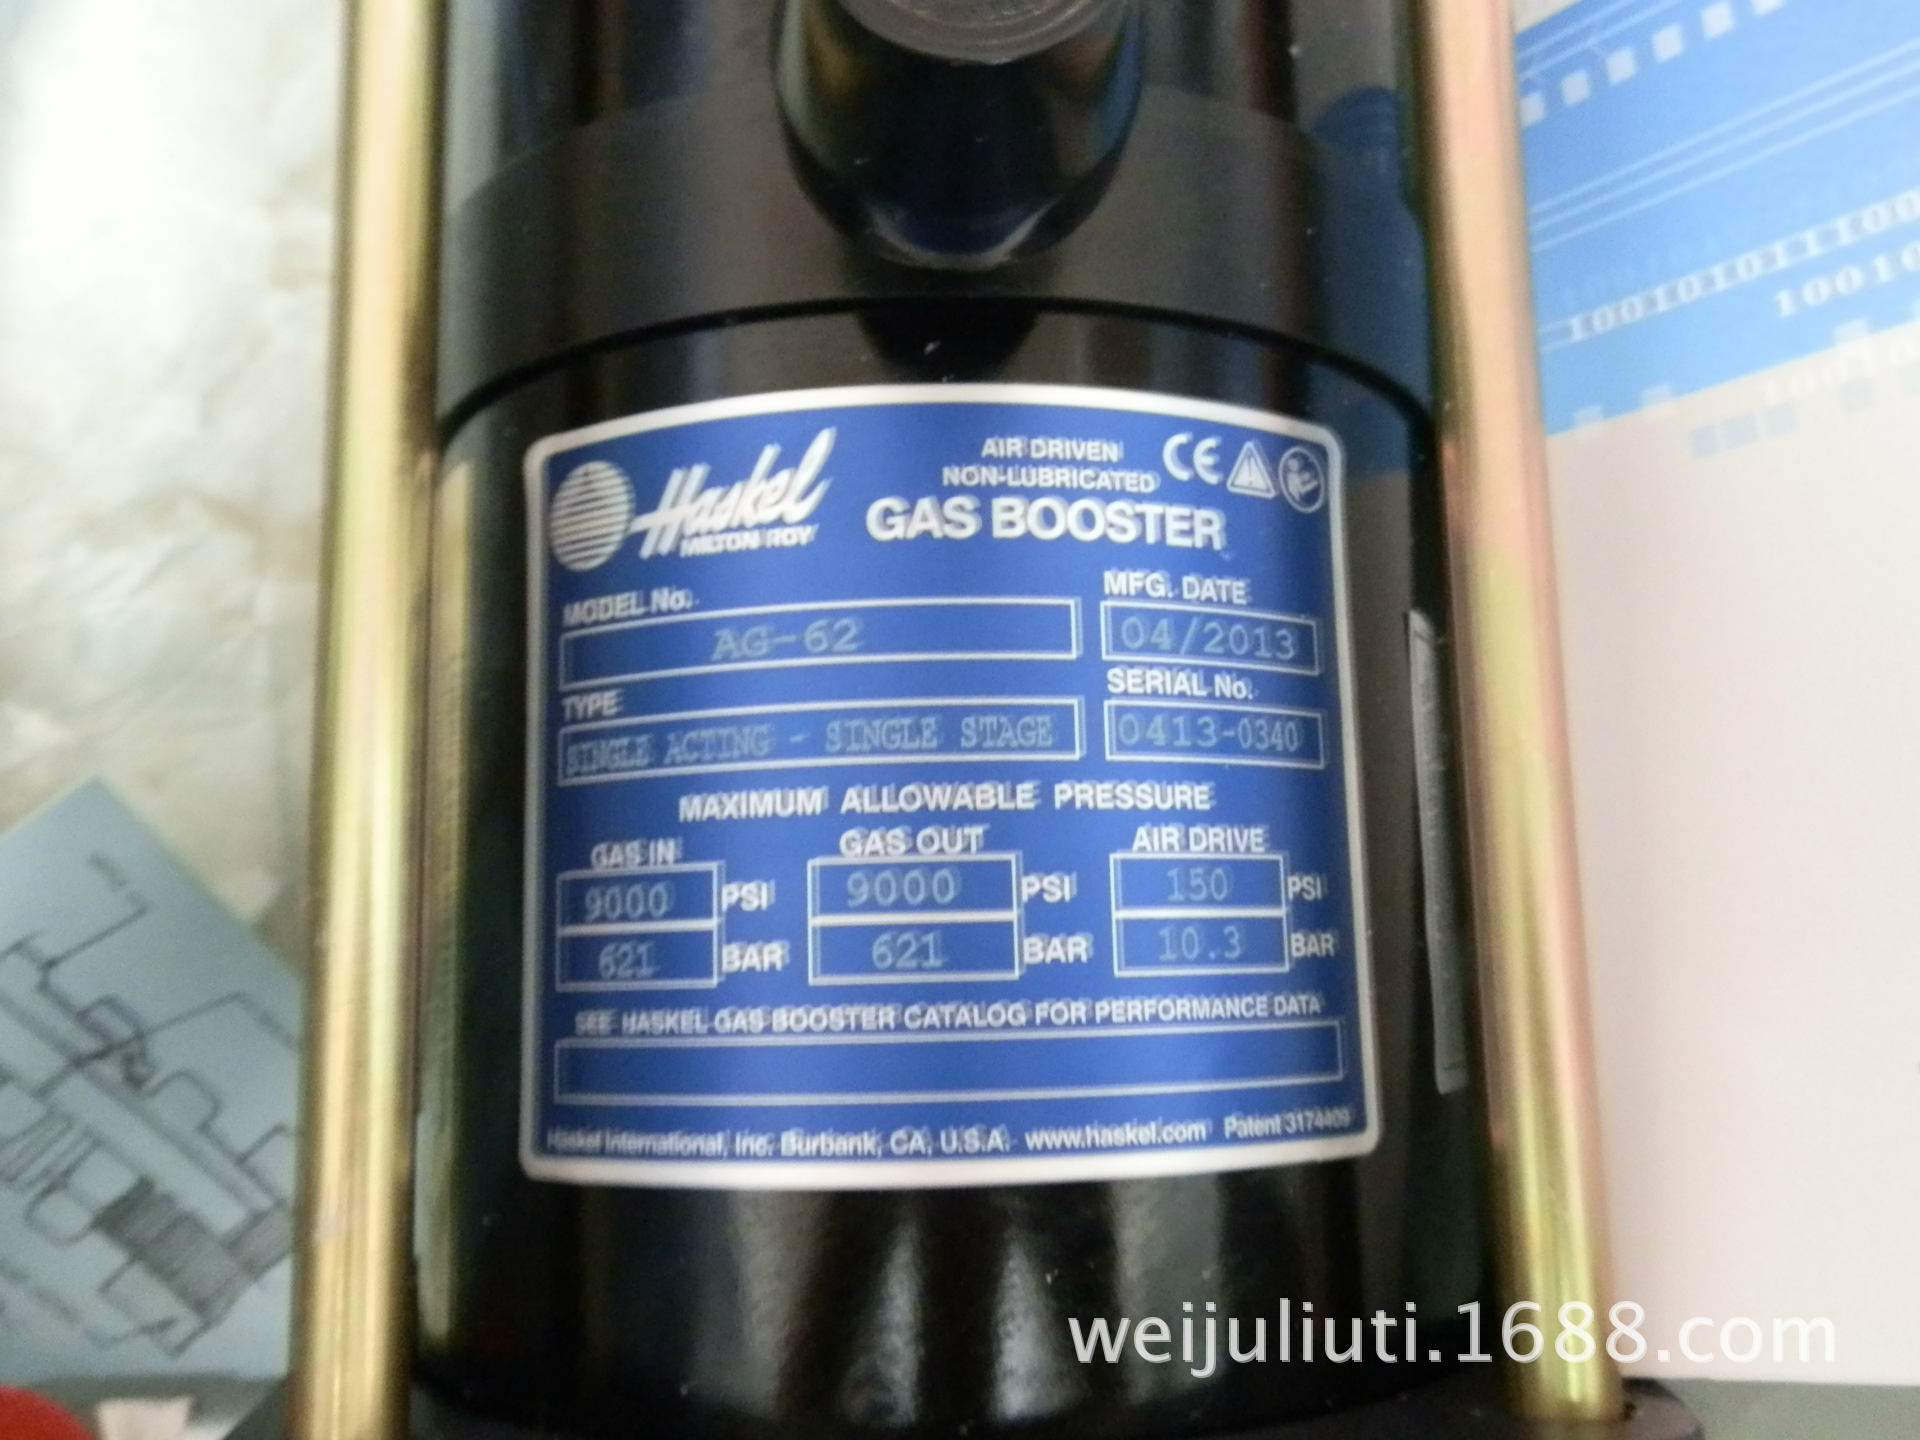 Haskel
MILTON ROY
AIR DRIVEN
NON-LUBRICATED
GAS BOOSTER
CE
MODEL No.
AG-62
MFG. DATE
04/2013
TYPE
SINGLE ACTING - SINGLE STAGE
SERIAL No.
0413-0340
MAXIMUM ALLOWABLE PRESSURE
GAS IN
9000 PSI
621 BAR
GAS OUT
9000 PSI
621 BAR
AIR DRIVE
150 PSI
10.3 BAR
SEE HASKEL GAS BOOSTER CATALOG FOR PERFORMANCE DATA
Haskel International, Inc. Burbank, CA, U.S.A. www.haskel.com Patent 3174409
weijuliuti.1688.com